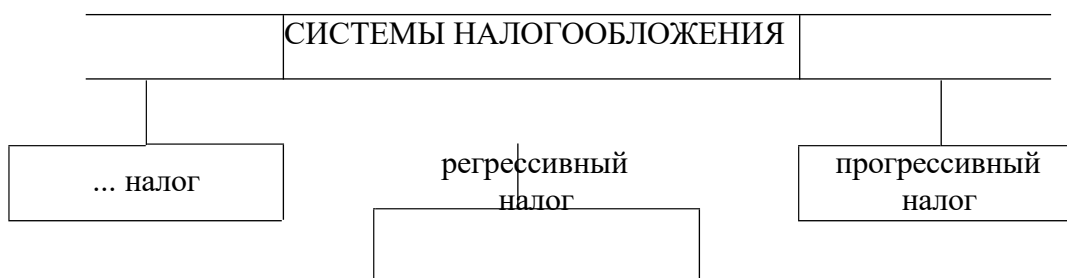 СИСТЕМЫ НАЛОГООБЛОЖЕНИЯ
... налог
регрессивный
налог
прогрессивный
налог